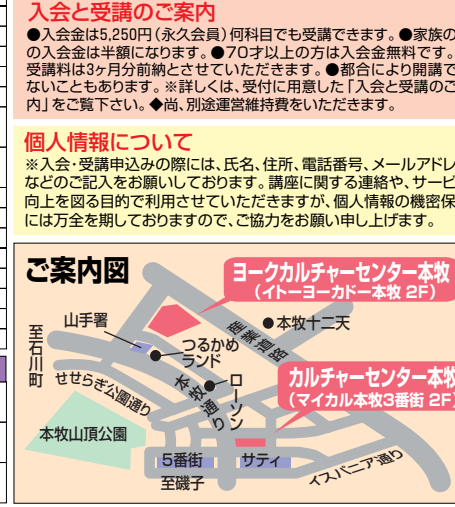 入会と受講のご案内
●入会金は5,250円(永久会員)何科目でも受講できます。●家族の
の入会金は半額になります。●70才以上の方は入会金無料です。
受講料は3ヶ月分前納とさせていただきます。●都合により開講で
ないこともあります。※詳しくは、受付に用意した「入会と受講のご
内」をご覧下さい。◆尚、別途運営維持費をいただきます。
個人情報について
※入会・受講申込みの際には、氏名、住所、電話番号、メールアドレ
などのご記入をお願いしております。講座に関する連絡や、サービ
向上を図る目的で利用させていただきますが、個人情報の機密保
には万全を期しておりますので、ご協力をお願い申し上げます。
ご案内図
ヨークカルチャーセンター本牧
(イトーヨーカドー本牧 2F)
山手署
●本牧十二天
至石川町
つるかめ
ランド
産業道路
せせらぎ公園通り
本牧通り
ローソン
カルチャーセンター本牧
(マイカル本牧3番街 2F)
本牧山頂公園
5番街
サティ
至磯子
イスパニア通り